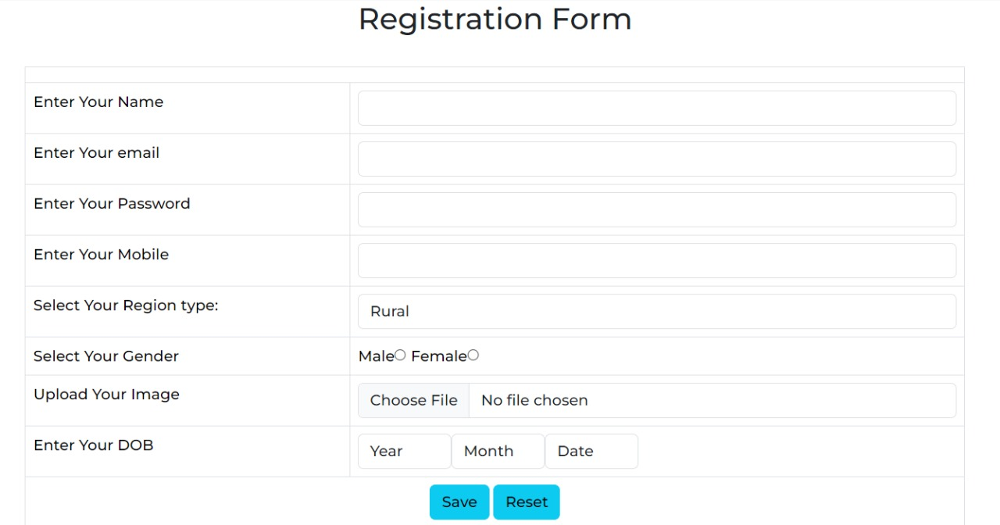 Registration Form
Enter Your Name
Enter Your email
Enter Your Password
Enter Your Mobile
Select Your Region type: Rural
Select Your Gender Male Female
Upload Your Image Choose File No file chosen
Enter Your DOB Year Month Date
Save Reset